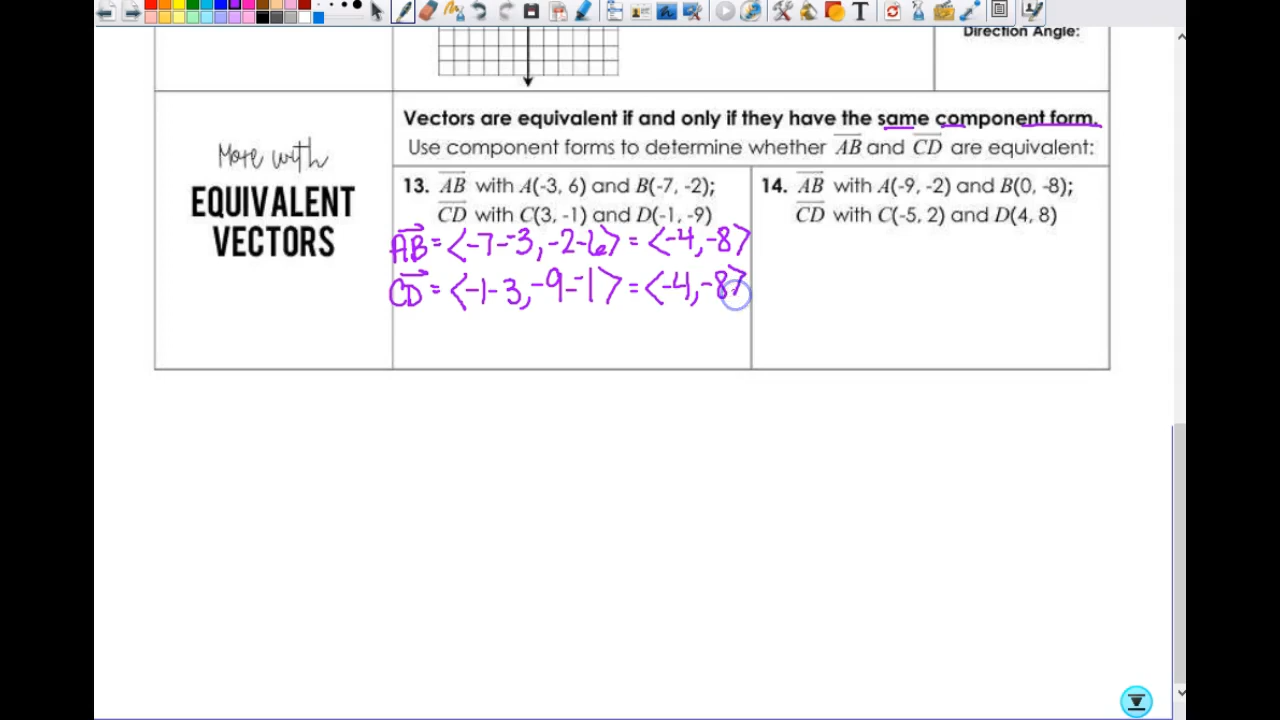 Direction Angle:
More with
EQUIVALENT
VECTORS
Vectors are equivalent if and only if they have the same component form.
Use component forms to determine whether AB and CD are equivalent:
13. AB with A(-3, 6) and B(-7, -2);
CD with C(3, -1) and D(-1, -9)
AB = ⟨-7--3, -2-6⟩ = ⟨-4, -8⟩
CD = ⟨-1-3, -9--1⟩ = ⟨-4, -8⟩
14. AB with A(-9, -2) and B(0, -8);
CD with C(-5, 2) and D(4, 8)